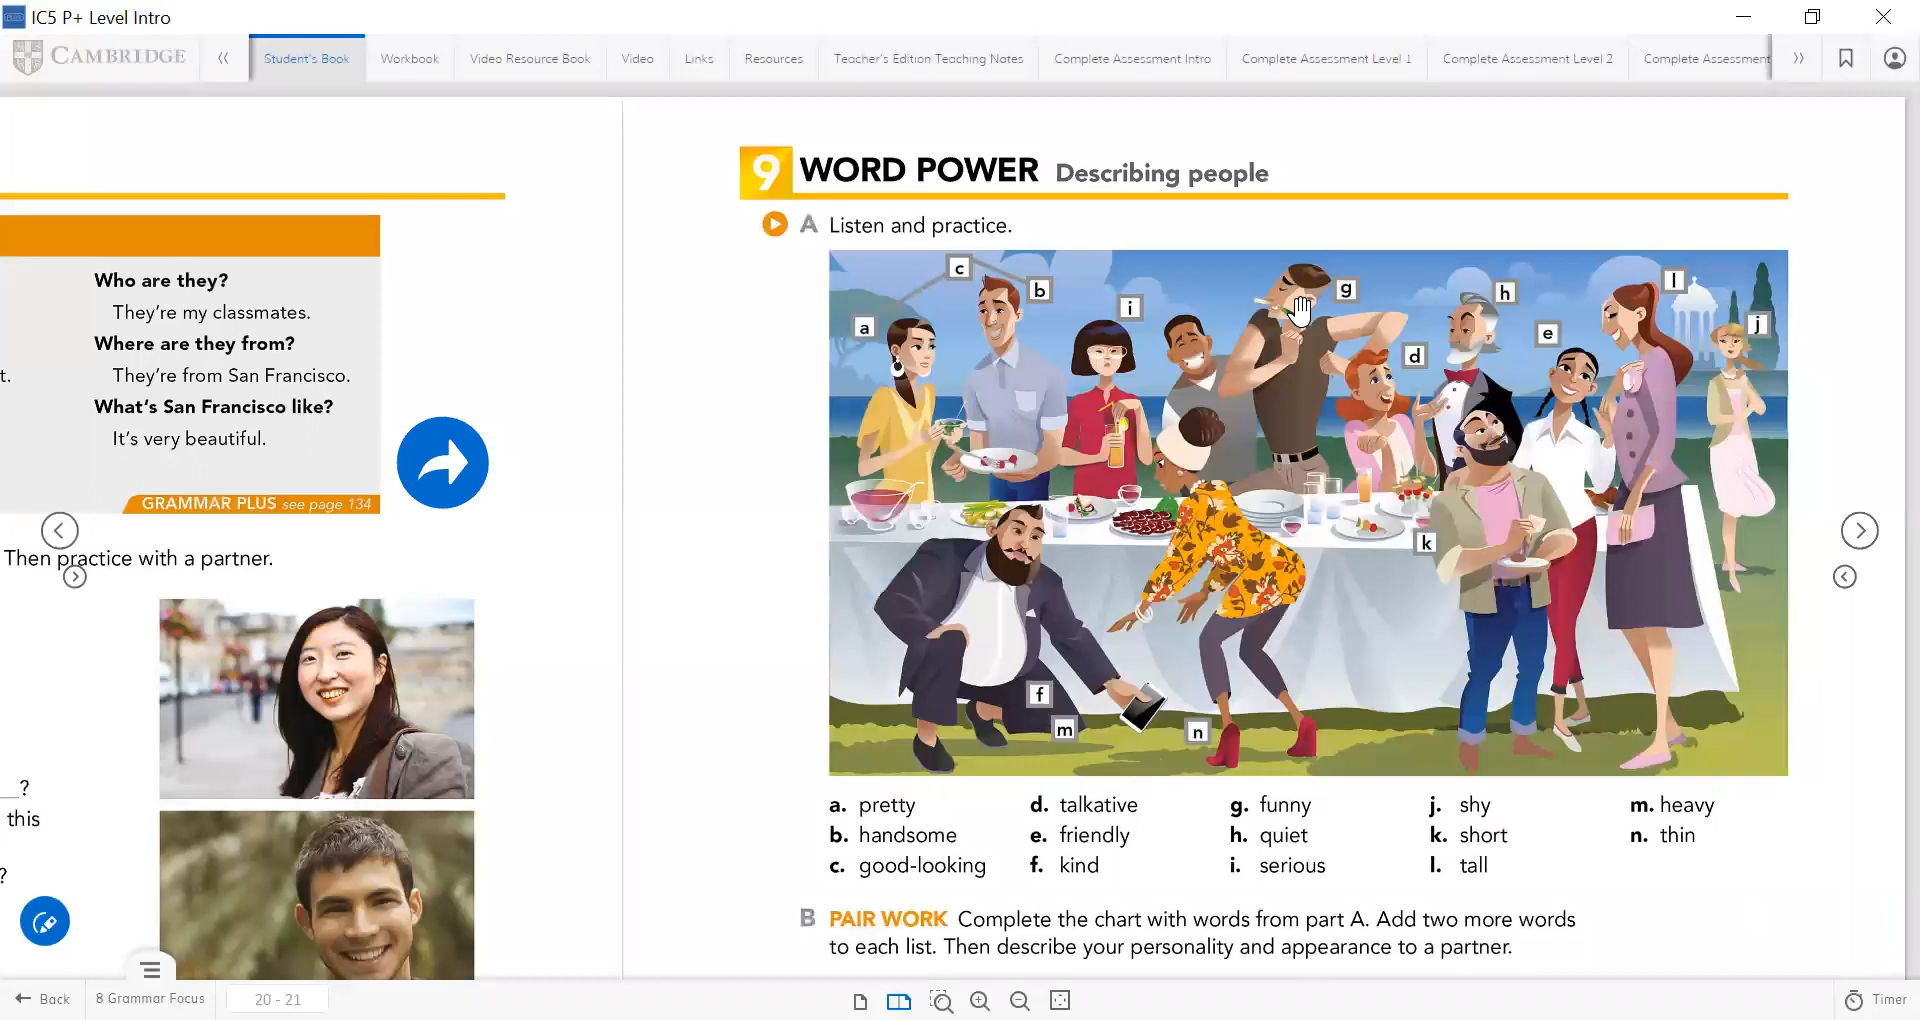 IC5 P+ Level Intro
CAMBRIDGE
Student's Book
Workbook
Video Resource Book
Video
Links
Resources
Teacher's Edition Teaching Notes
Complete Assessment Intro
Complete Assessment Level 1
Complete Assessment Level 2
Complete Assessment
Who are they?
They're my classmates.
Where are they from?
t. They're from San Francisco.
What's San Francisco like?
It's very beautiful.
GRAMMAR PLUS see page 134
Then practice with a partner.
__?
this
?
9 WORD POWER Describing people
A Listen and practice.
c
b
i
g
h
l
a
d
e
j
k
f
m
n
a. pretty
b. handsome
c. good-looking
d. talkative
e. friendly
f. kind
g. funny
h. quiet
i. serious
j. shy
k. short
l. tall
m. heavy
n. thin
B PAIR WORK Complete the chart with words from part A. Add two more words
to each list. Then describe your personality and appearance to a partner.
Back
8 Grammar Focus
20 - 21
Timer